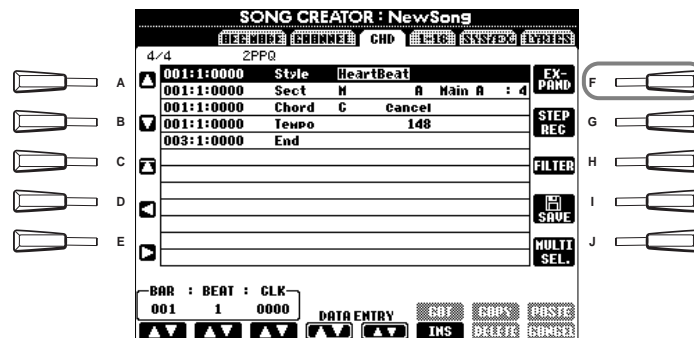 SONG CREATOR : NewSong
REC MODE CHANNEL CHD 1-16 SYS/EX. LYRICS
4/4 2PPQ
A 001:1:0000 Style HeartBeat EX-PAND F
001:1:0000 Sect M A Main A : 4
001:1:0000 Chord C Cancel
B 001:1:0000 Tempo 148 STEP REC G
003:1:0000 End
C FILTER H
D SAVE I
E MULTI SEL. J
BAR : BEAT : CLK
001 1 0000
DATA ENTRY
CUT COPY PASTE
INS DELETE CANCEL